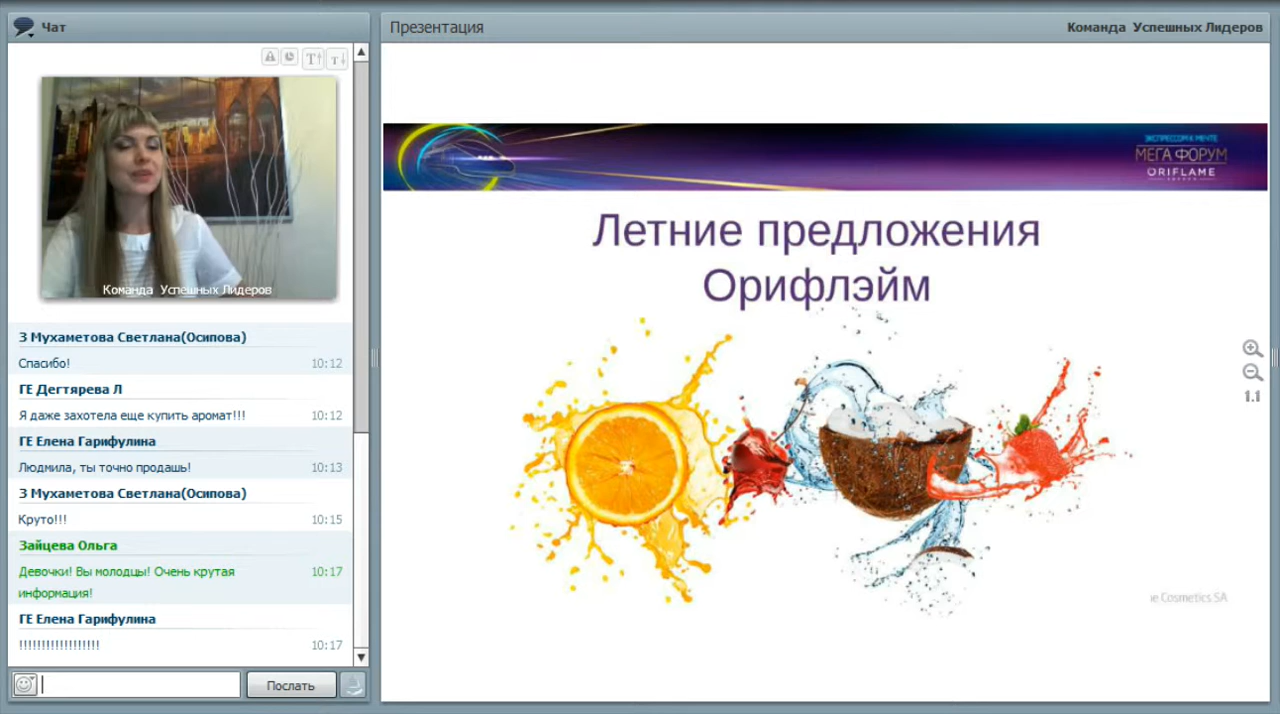 Чат
Команда Успешных Лидеров
З Мухаметова Светлана(Осипова)
Спасибо! 10:12
ГЕ Дегтярева Л
Я даже захотела еще купить аромат!!! 10:12
ГЕ Елена Гарифулина
Людмила, ты точно продашь! 10:13
З Мухаметова Светлана(Осипова)
Круто!!! 10:15
Зайцева Ольга
Девочки! Вы молодцы! Очень крутая 10:17
информация!
ГЕ Елена Гарифулина
!!!!!!!!!!!!!!!!!! 10:17
Послать
Презентация Команда Успешных Лидеров
ЭКСПРЕССОМ К МЕЧТЕ
МЕГА ФОРУМ
ORIFLAME
Летние предложения
Орифлэйм
1.1
e Cosmetics SA